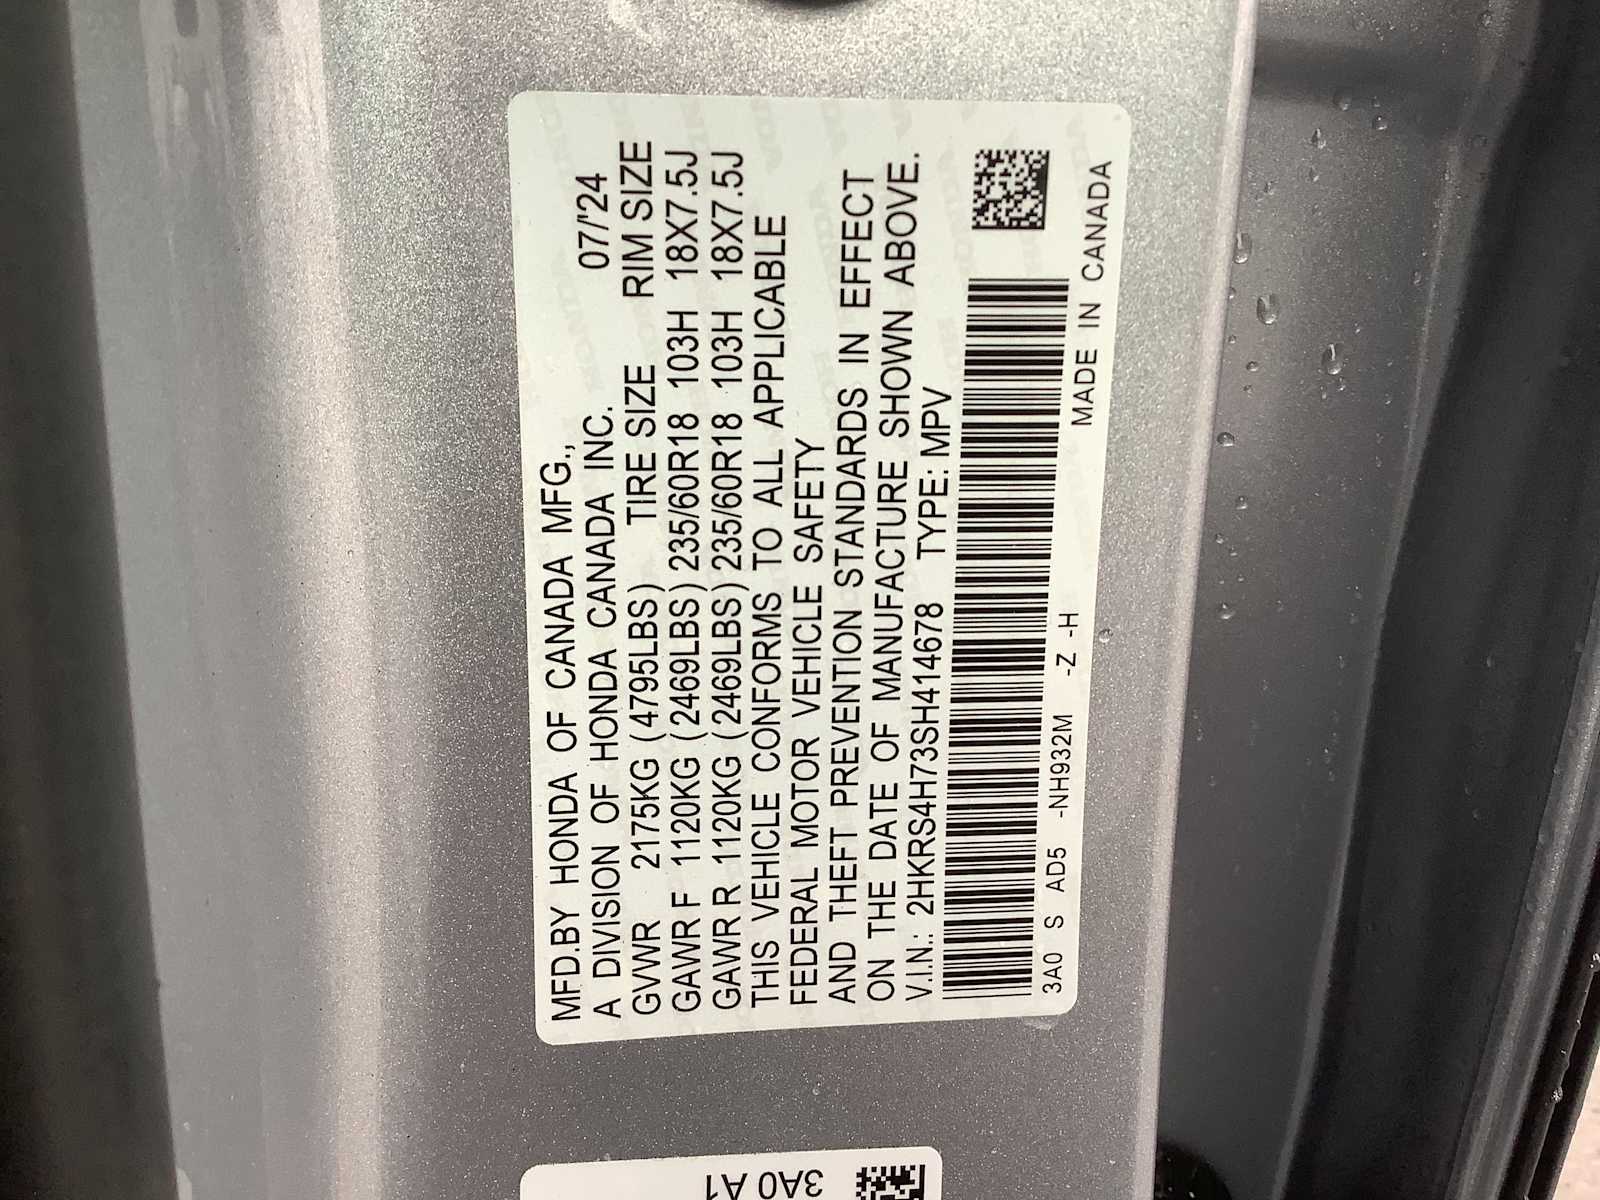 MFD.BY HONDA OF CANADA MFG.,
A DIVISION OF HONDA CANADA INC. 07/'24
GVWR 2175KG (4795LBS) TIRE SIZE RIM SIZE
GAWR F 1120KG (2469LBS) 235/60R18 103H 18X7.5J
GAWR R 1120KG (2469LBS) 235/60R18 103H 18X7.5J
THIS VEHICLE CONFORMS TO ALL APPLICABLE
FEDERAL MOTOR VEHICLE SAFETY
AND THEFT PREVENTION STANDARDS IN EFFECT
ON THE DATE OF MANUFACTURE SHOWN ABOVE.
V.I.N.: 2HKRS4H73SH414678 TYPE: MPV
3A0 S AD5 -NH932M -Z -H
MADE IN CANADA
3A0 A1